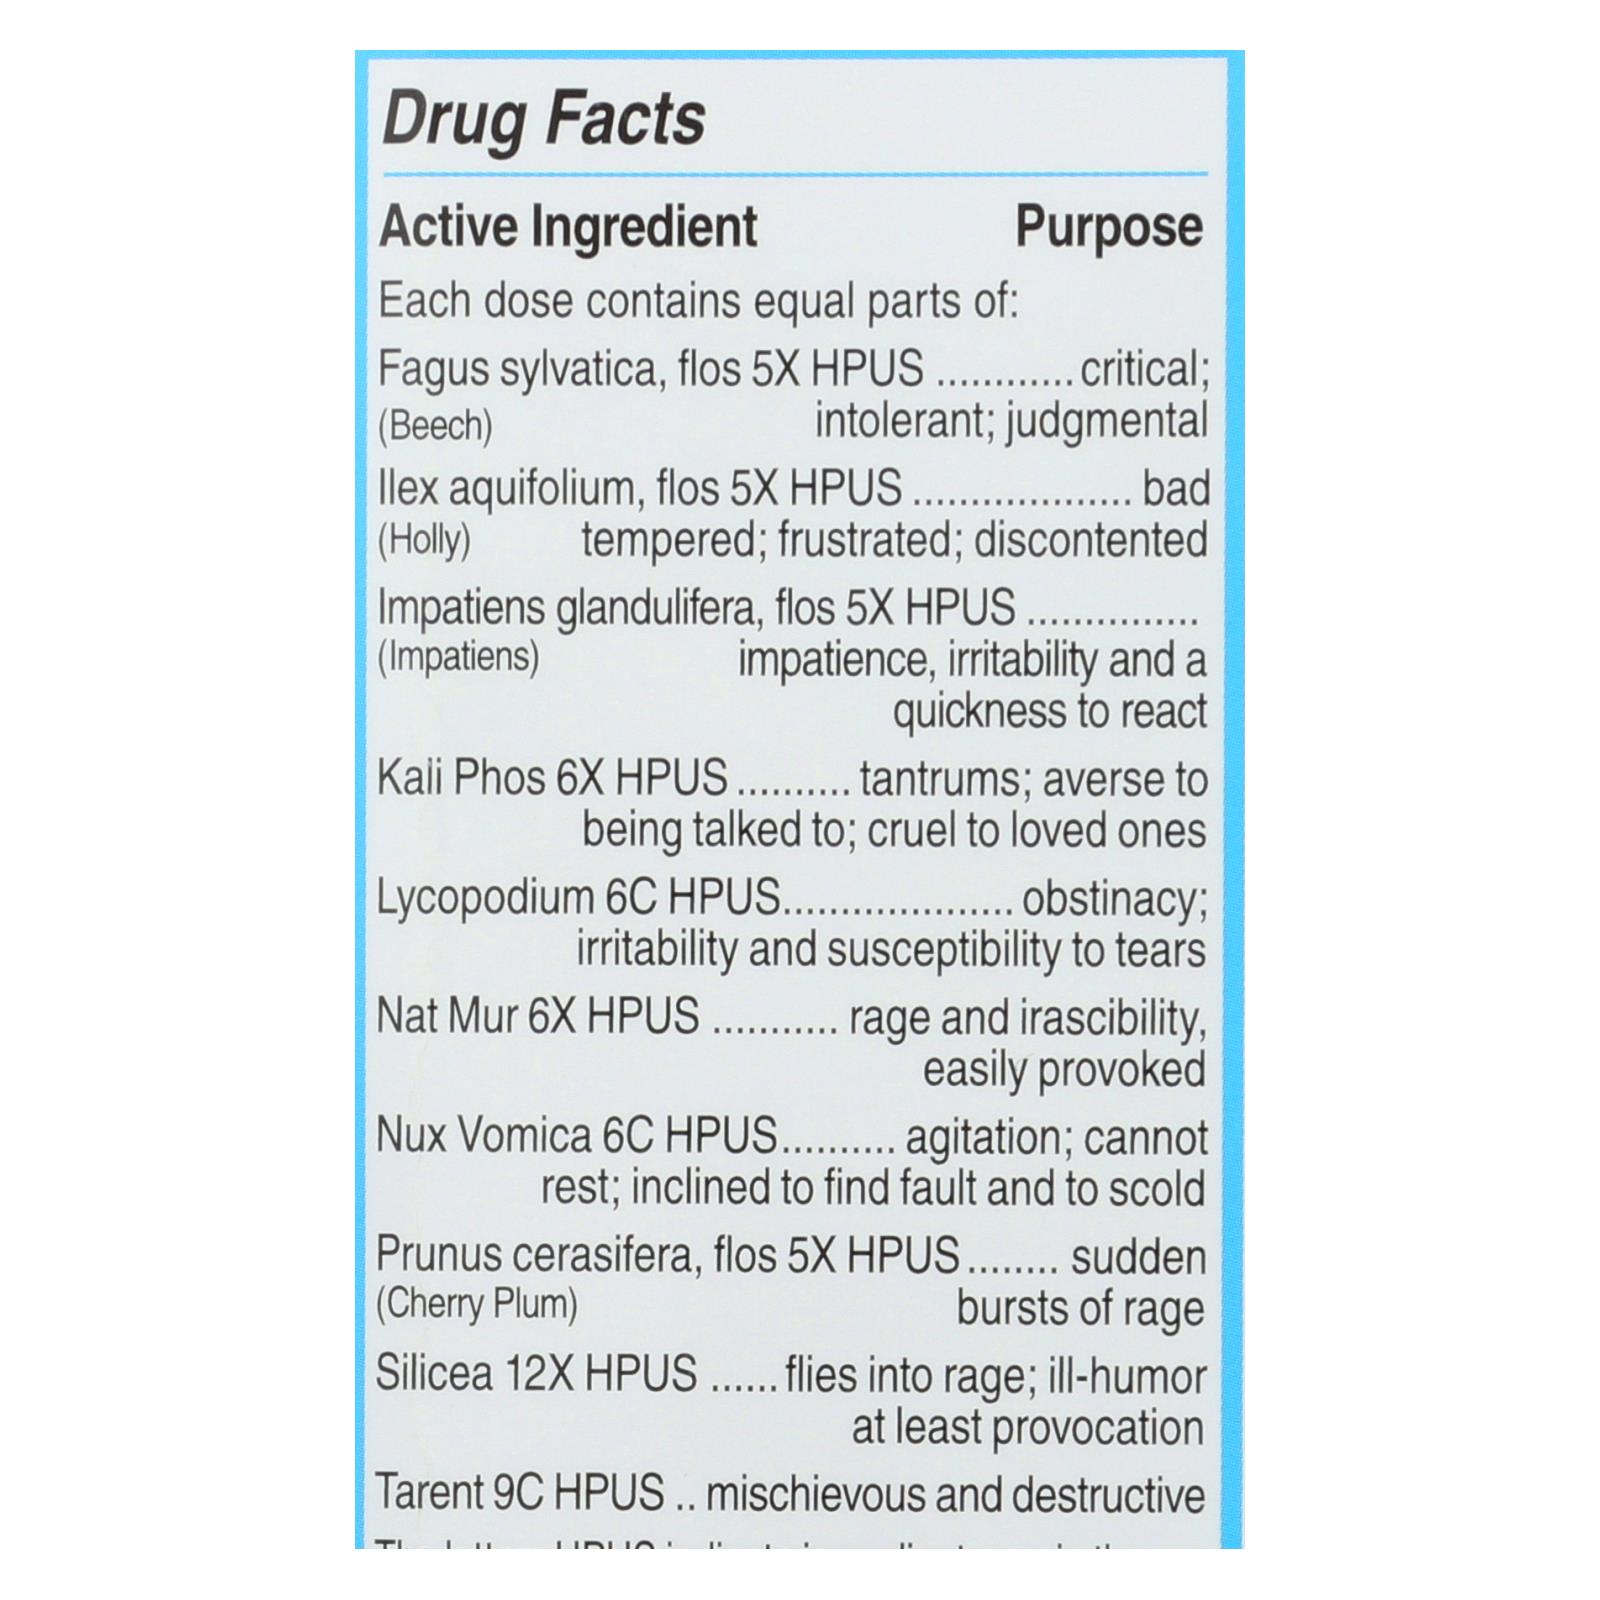 Drug Facts
Active Ingredient Purpose
Each dose contains equal parts of:
Fagus sylvatica, flos 5X HPUS ............ critical;
(Beech) intolerant; judgmental
Ilex aquifolium, flos 5X HPUS ................... bad
(Holly) tempered; frustrated; discontented
Impatiens glandulifera, flos 5X HPUS ...............
(Impatiens) impatience, irritability and a
quickness to react
Kali Phos 6X HPUS .......... tantrums; averse to
being talked to; cruel to loved ones
Lycopodium 6C HPUS.................... obstinacy;
irritability and susceptibility to tears
Nat Mur 6X HPUS ........... rage and irascibility,
easily provoked
Nux Vomica 6C HPUS.......... agitation; cannot
rest; inclined to find fault and to scold
Prunus cerasifera, flos 5X HPUS ........ sudden
(Cherry Plum) bursts of rage
Silicea 12X HPUS ...... flies into rage; ill-humor
at least provocation
Tarent 9C HPUS .. mischievous and destructive